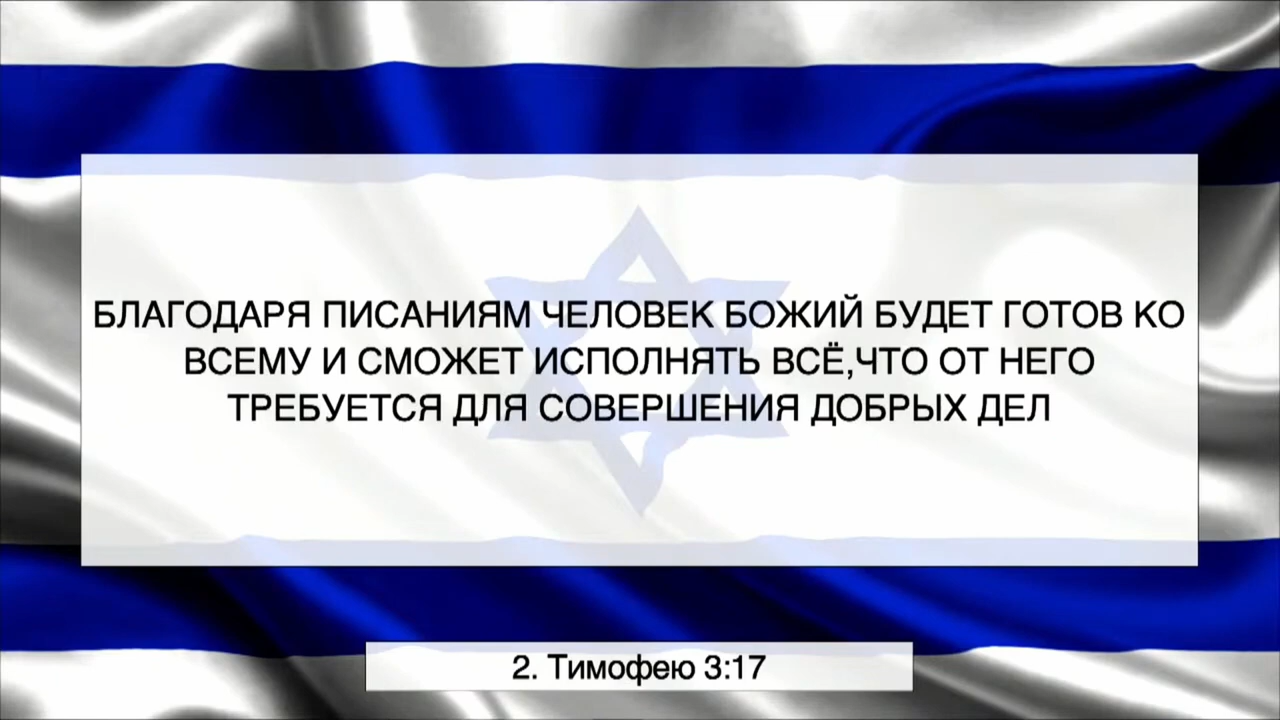 БЛАГОДАРЯ ПИСАНИЯМ ЧЕЛОВЕК БОЖИЙ БУДЕТ ГОТОВ КО
ВСЕМУ И СМОЖЕТ ИСПОЛНЯТЬ ВСЁ,ЧТО ОТ НЕГО
ТРЕБУЕТСЯ ДЛЯ СОВЕРШЕНИЯ ДОБРЫХ ДЕЛ
2. Тимофею 3:17